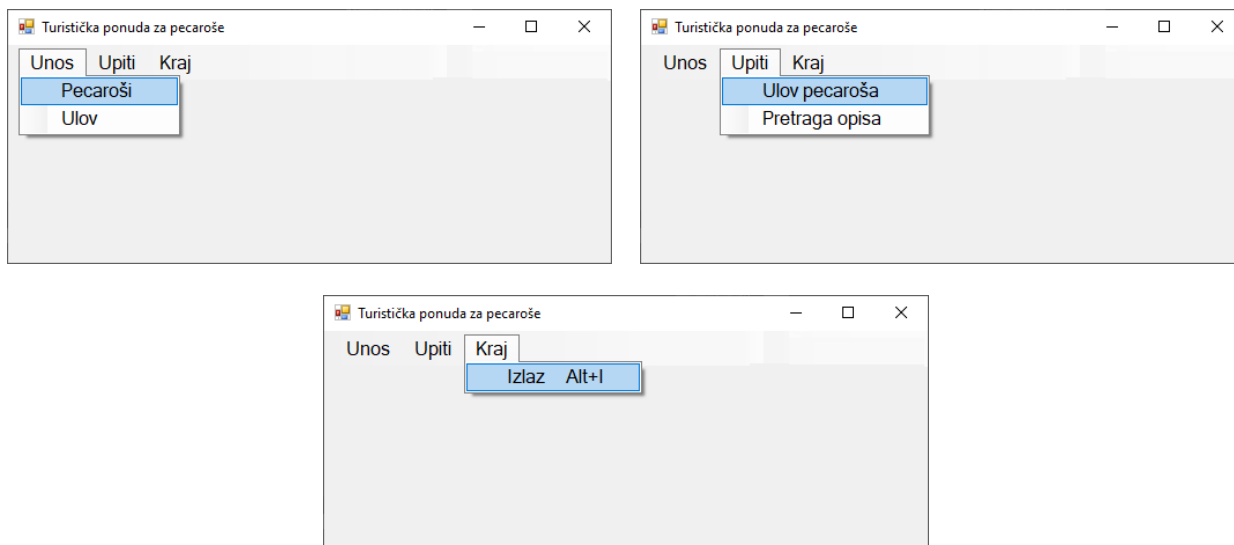 Turistička ponuda za pecaroše
Unos Upiti Kraj
Pecaroši
Ulov
Turistička ponuda za pecaroše
Unos Upiti Kraj
Ulov pecaroša
Pretraga opisa
Turistička ponuda za pecaroše
Unos Upiti Kraj
Izlaz Alt+I